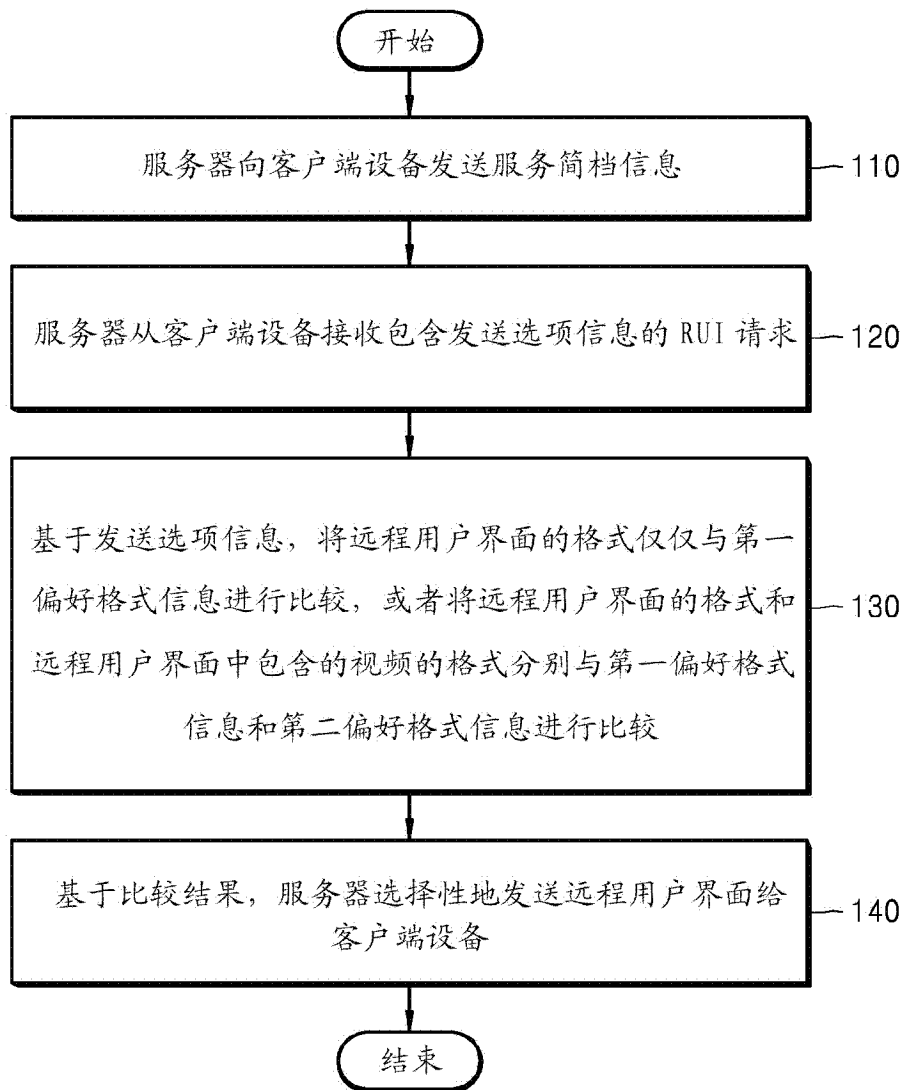 开始
服务器向客户端设备发送服务简档信息
110
服务器从客户端设备接收包含发送选项信息的 RUI 请求
120
基于发送选项信息，将远程用户界面的格式仅仅与第一
偏好格式信息进行比较，或者将远程用户界面的格式和
远程用户界面中包含的视频的格式分别与第一偏好格式
信息和第二偏好格式信息进行比较
130
基于比较结果，服务器选择性地发送远程用户界面给
客户端设备
140
结束